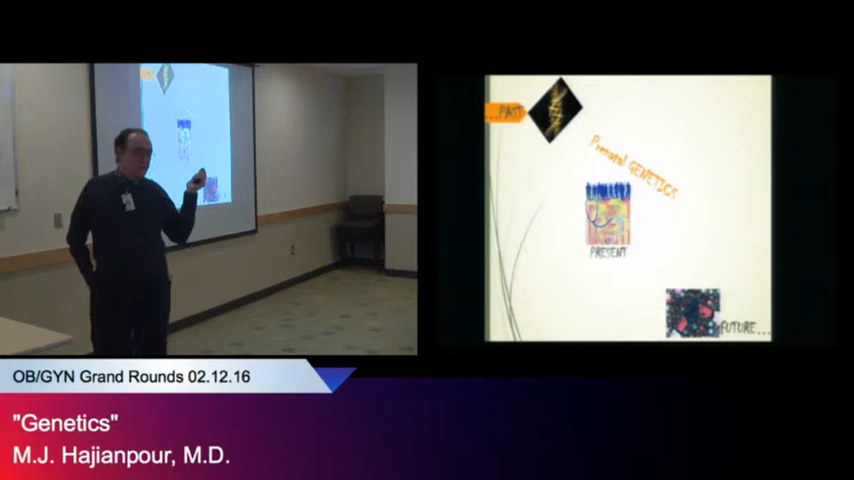 ...PAST
Prenatal GENETICS
PRESENT
FUTURE...
OB/GYN Grand Rounds 02.12.16
"Genetics"
M.J. Hajianpour, M.D.